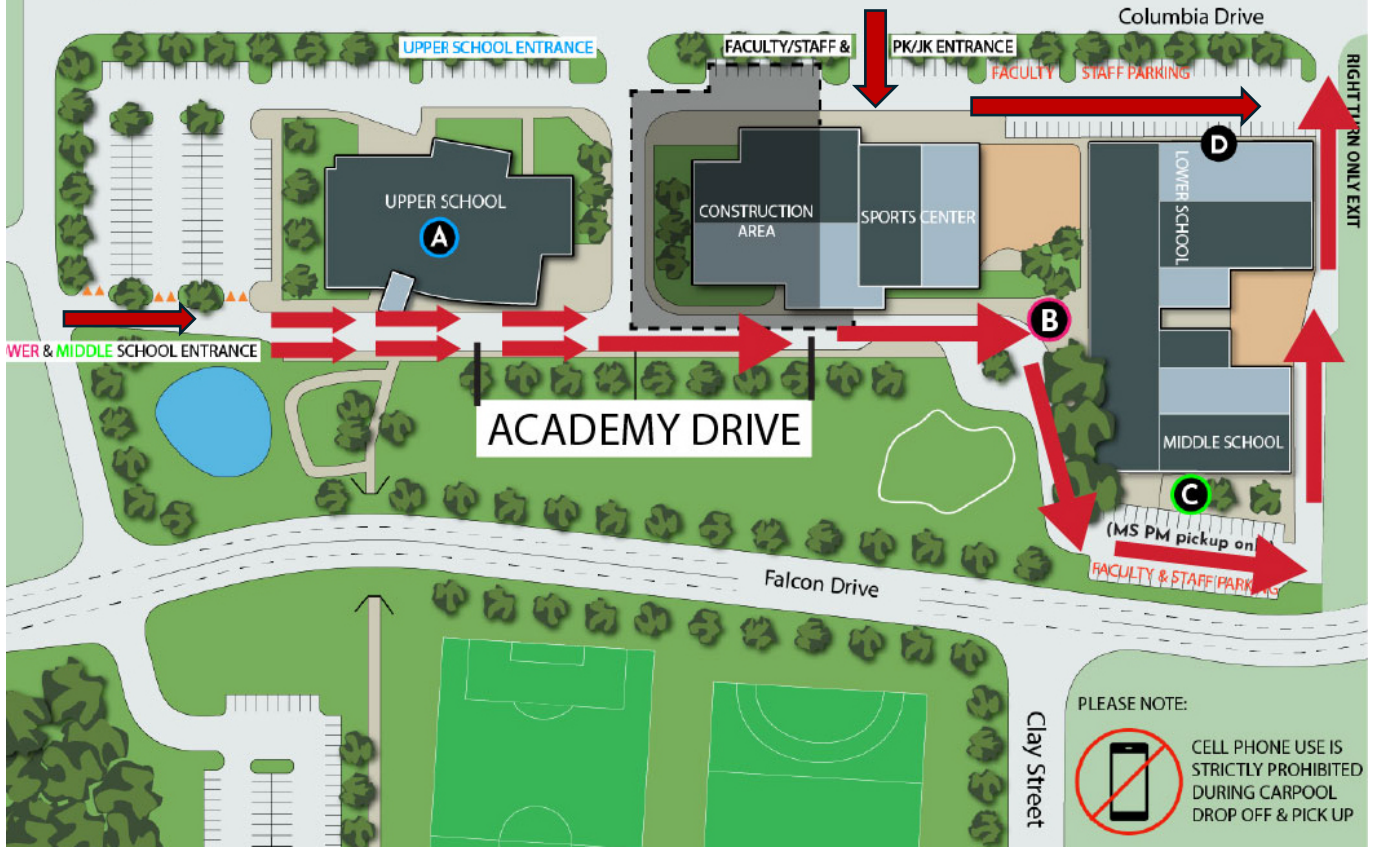 Columbia Drive
UPPER SCHOOL ENTRANCE
FACULTY/STAFF &
PK/JK ENTRANCE
FACULTY
STAFF PARKING
RIGHT TURN ONLY EXIT
D
LOWER SCHOOL
UPPER SCHOOL
A
CONSTRUCTION
AREA
SPORTS CENTER
B
WER & MIDDLE SCHOOL ENTRANCE
ACADEMY DRIVE
MIDDLE SCHOOL
C
(MS PM pickup onl
FACULTY & STAFF PARKING
Falcon Drive
Clay Street
PLEASE NOTE:
CELL PHONE USE IS
STRICTLY PROHIBITED
DURING CARPOOL
DROP OFF & PICK UP